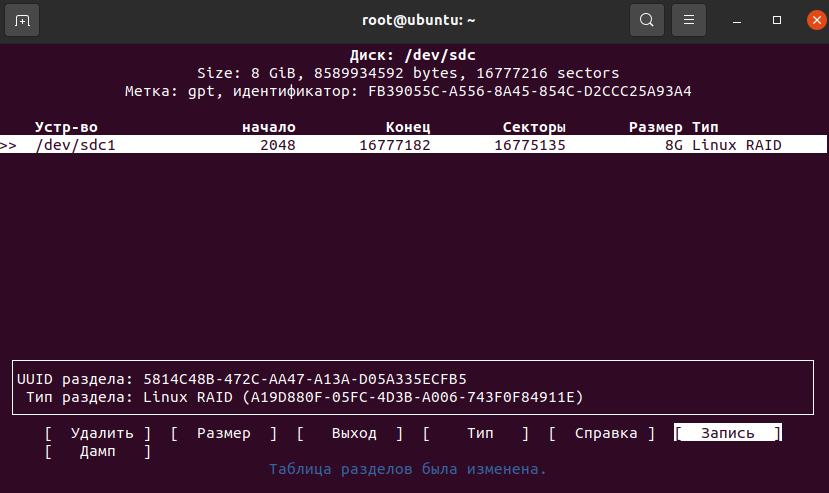 root@ubuntu: ~
Диск: /dev/sdc
Size: 8 GiB, 8589934592 bytes, 16777216 sectors
Метка: gpt, идентификатор: FB39055C-A556-8A45-854C-D2CCC25A93A4
Устр-во начало Конец Секторы Размер Тип
>> /dev/sdc1 2048 16777182 16775135 8G Linux RAID
UUID раздела: 5814C48B-472C-AA47-A13A-D05A335ECFB5
Тип раздела: Linux RAID (A19D880F-05FC-4D3B-A006-743F0F84911E)
[ Удалить ] [ Размер ] [ Выход ] [ Тип ] [ Справка ] [ Запись ]
[ Дамп ]
Таблица разделов была изменена.